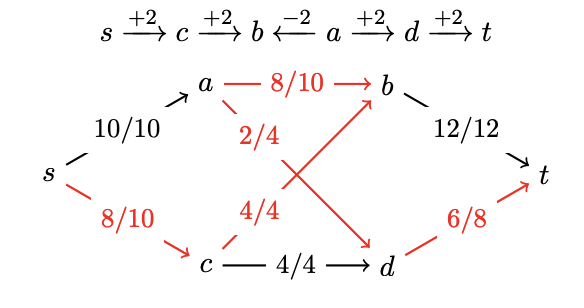 s +2 c +2 b −2 a +2 d +2 t
a 8/10 b
10/10 2/4 12/12
s t
8/10 4/4 6/8
c 4/4 d